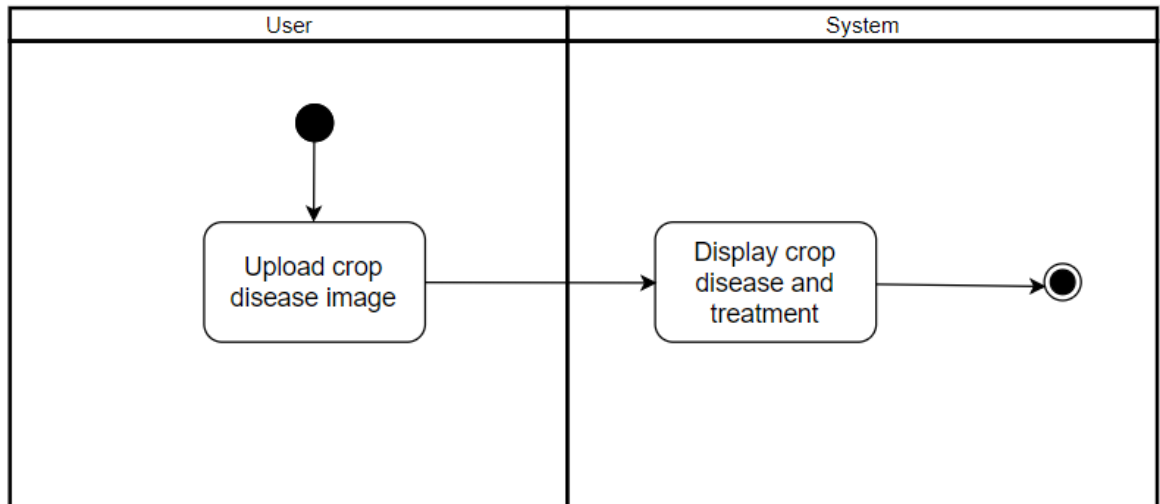 User
System
Upload crop
disease image
Display crop
disease and
treatment